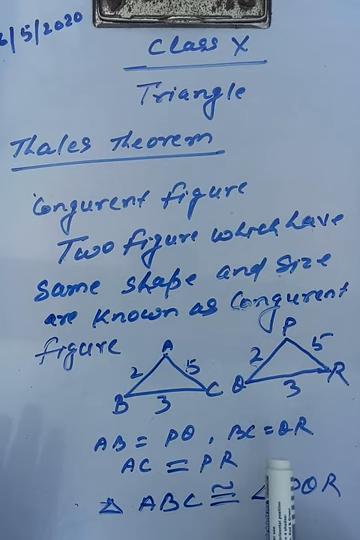 /5/2020
Class X
Triangle
Thales Theorem
Congurent figure
Two figure which have
same shape and size
are known as Congurent
figure
A
2 5
B 3 C
P
2 5
Q 3 R
AB = PQ , BC = QR
AC = PR
△ ABC ≅ △ PQR